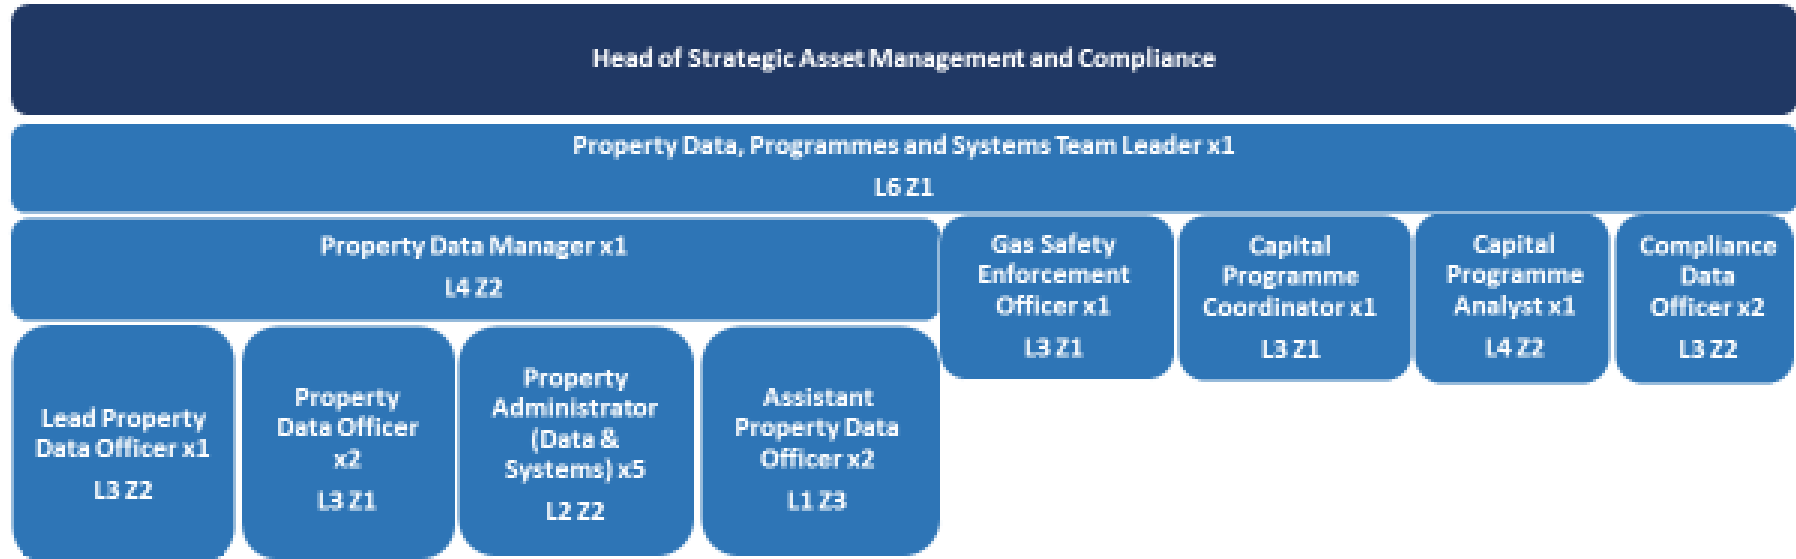 Head of Strategic Asset Management and Compliance
Property Data, Programmes and Systems Team Leader x1
L6 Z1
Property Data Manager x1
L4 Z2
Gas Safety
Enforcement
Officer x1
L3 Z1
Capital
Programme
Coordinator x1
L3 Z1
Capital
Programme
Analyst x1
L4 Z2
Compliance
Data
Officer x2
L3 Z2
Lead Property
Data Officer x1
L3 Z2
Property
Data Officer
x2
L3 Z1
Property
Administrator
(Data &
Systems) x5
L2 Z2
Assistant
Property Data
Officer x2
L1 Z3